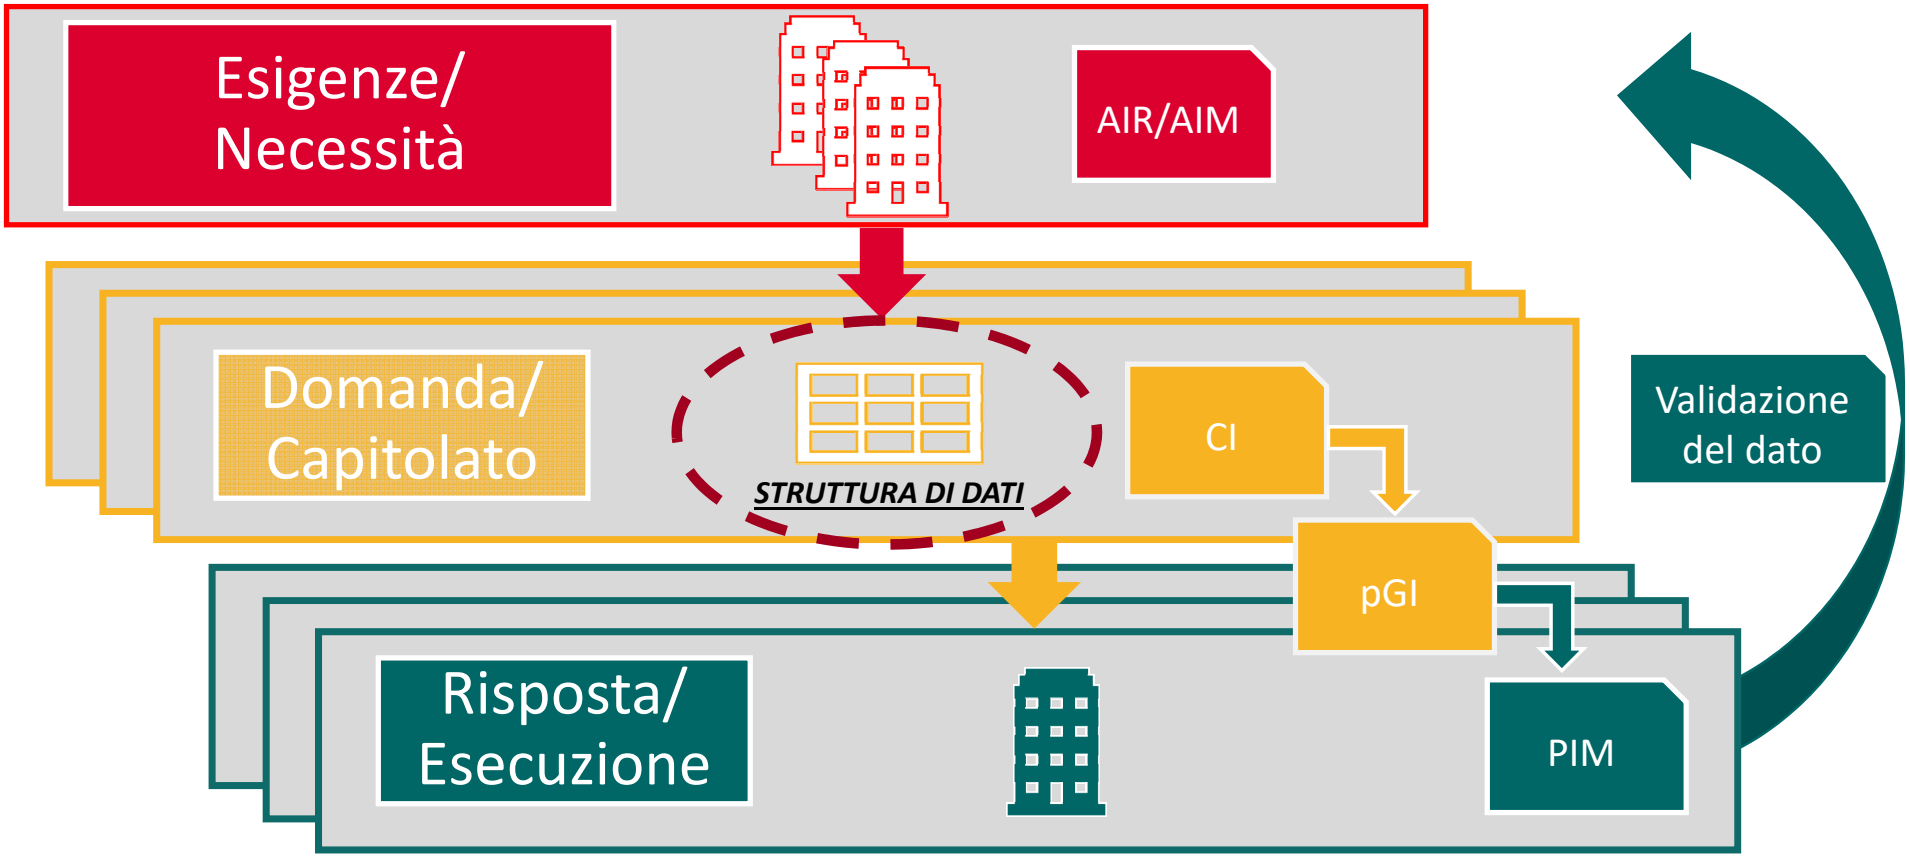 Esigenze/
Necessità
AIR/AIM
Domanda/
Capitolato
STRUTTURA DI DATI
CI
pGI
Validazione
del dato
Risposta/
Esecuzione
PIM